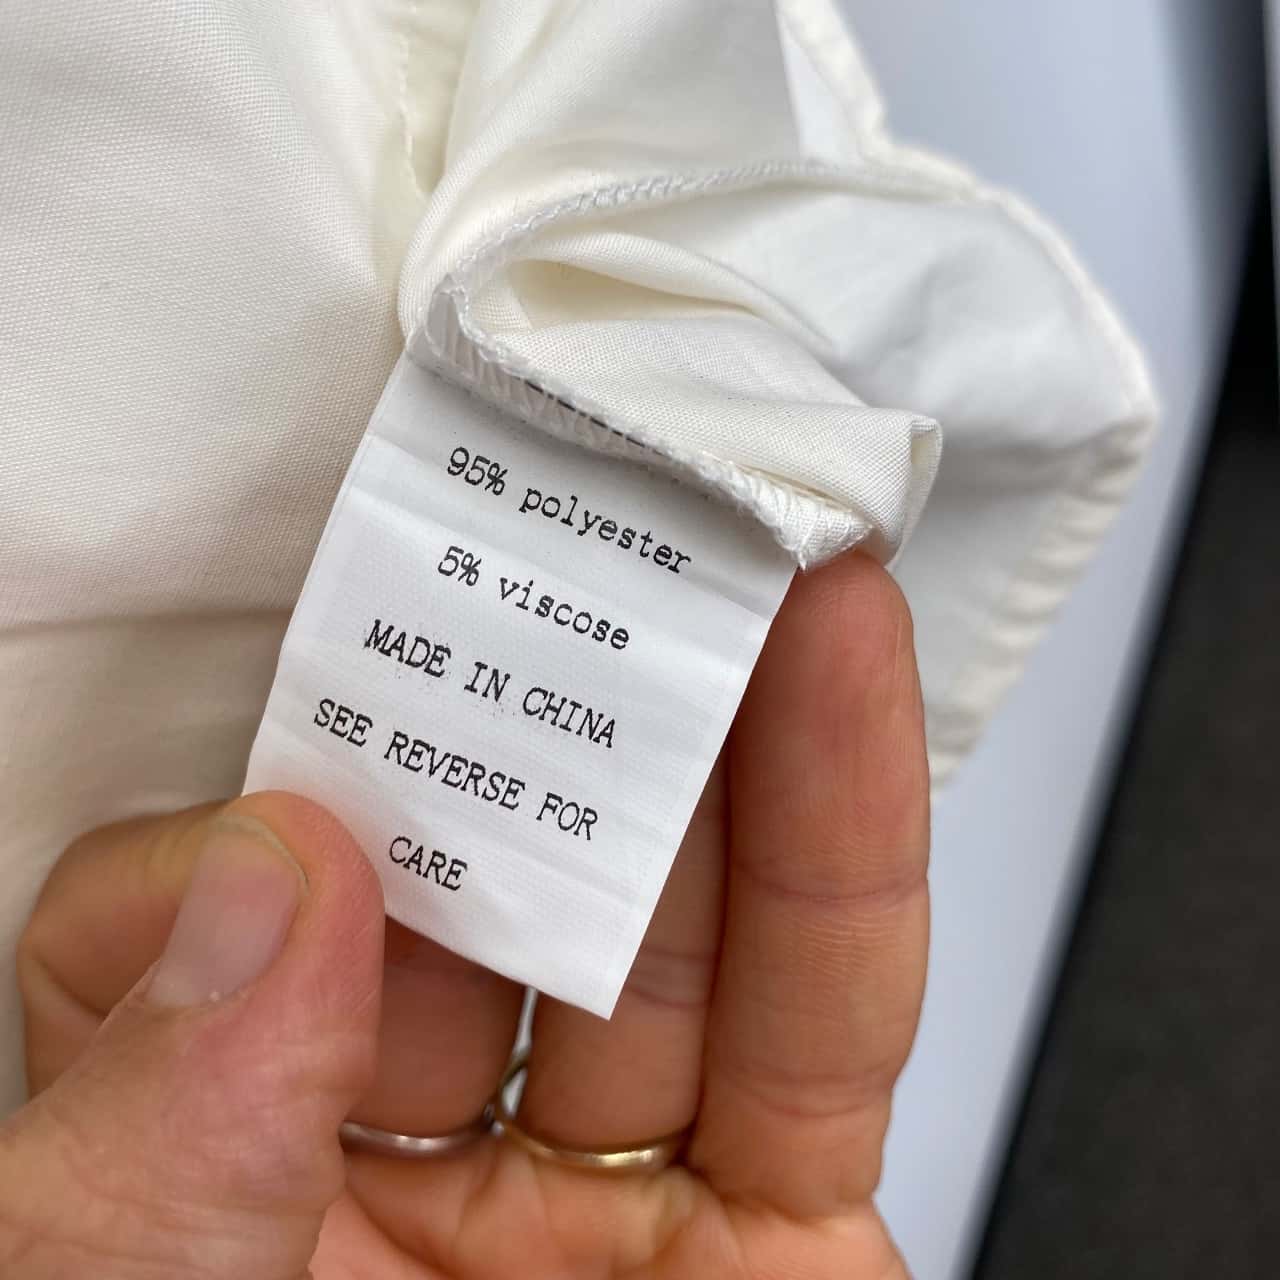 95% polyester
5% viscose
MADE IN CHINA
SEE REVERSE FOR
CARE